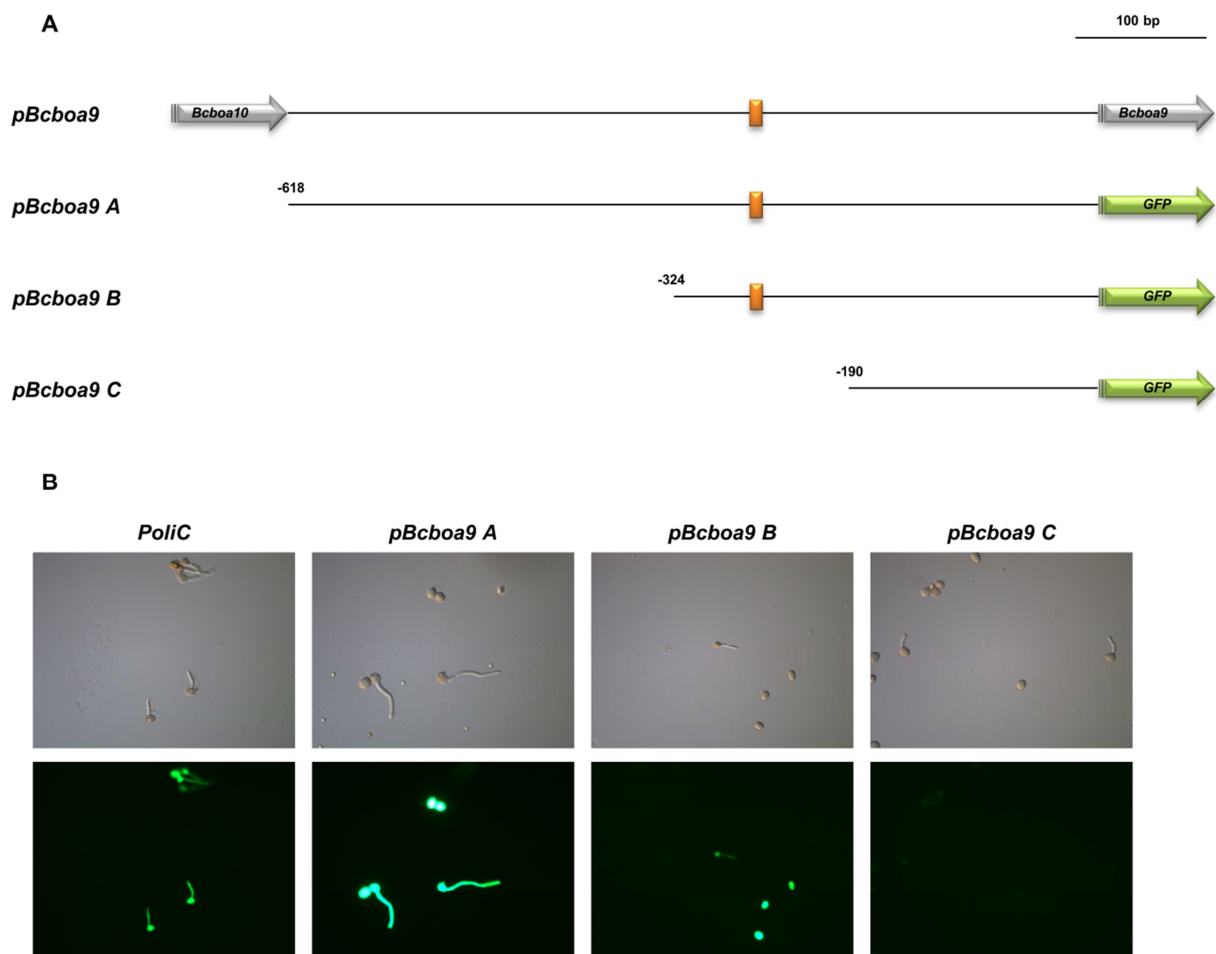 A
100 bp
pBcboa9
Bcboa10
Bcboa9
-618
pBcboa9 A
GFP
-324
pBcboa9 B
GFP
-190
pBcboa9 C
GFP
B
PoliC
pBcboa9 A
pBcboa9 B
pBcboa9 C